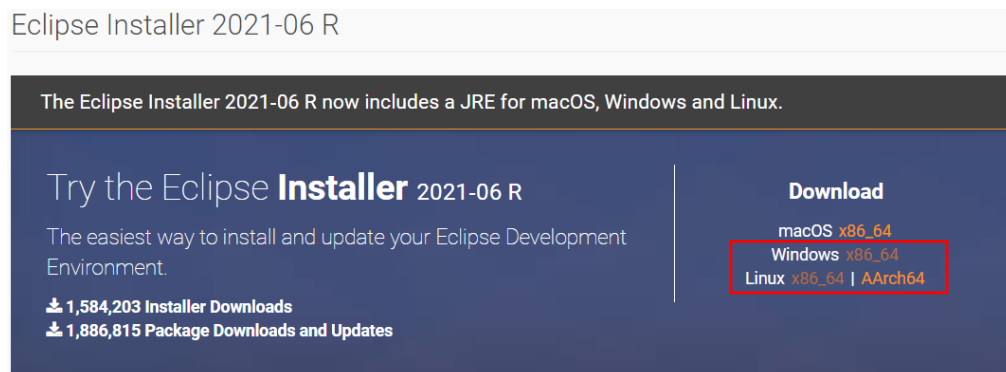 Eclipse Installer 2021-06 R
The Eclipse Installer 2021-06 R now includes a JRE for macOS, Windows and Linux.
Try the Eclipse Installer 2021-06 R
The easiest way to install and update your Eclipse Development
Environment.
1,584,203 Installer Downloads
1,886,815 Package Downloads and Updates
Download
macOS x86_64
Windows x86_64
Linux x86_64 | AArch64